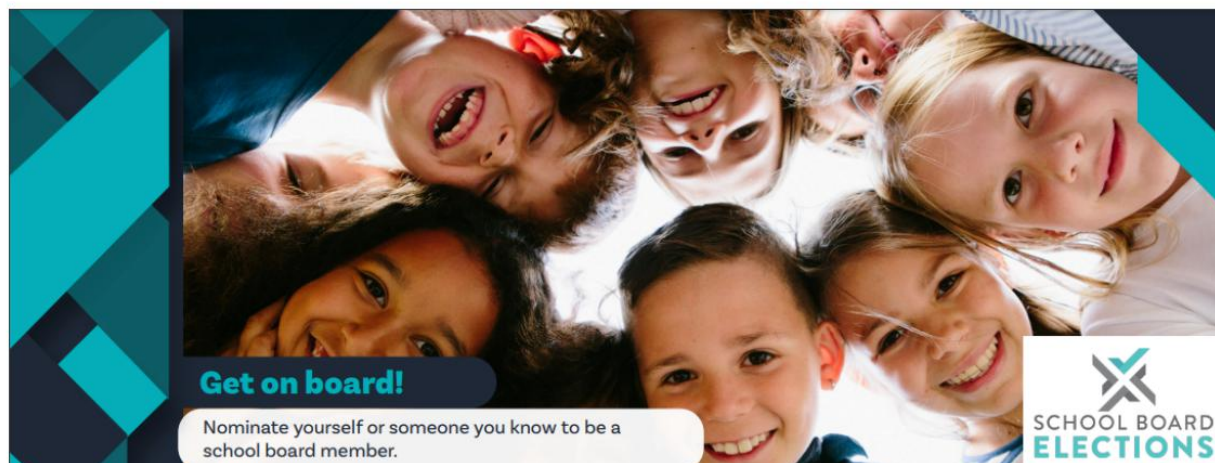 Get on board!
Nominate yourself or someone you know to be a
school board member.
SCHOOL BOARD
ELECTIONS